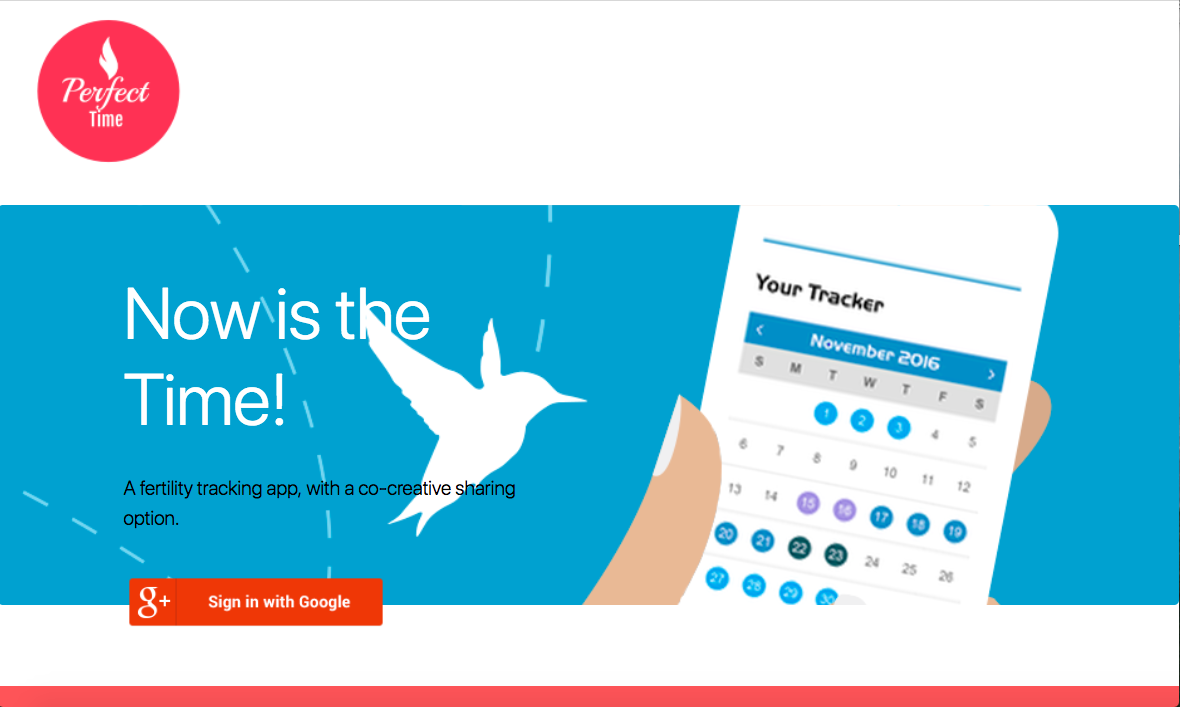 Perfect
Time
Now is the
Time!
A fertility tracking app, with a co-creative sharing
option.
g+ Sign in with Google
Your Tracker
‹ November 2016 ›
S M T W T F S
1 2 3 4 5
6 7 8 9 10 11 12
13 14 15 16 17 18 19
20 21 22 23 24 25 26
27 28 29 30